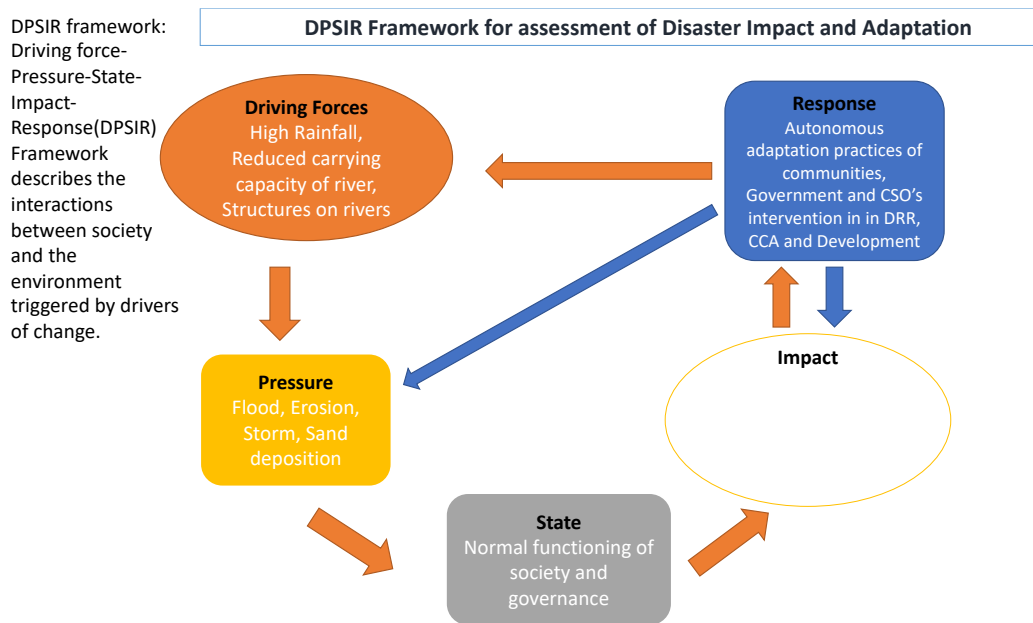 DPSIR framework:
Driving force-
Pressure-State-
Impact-
Response(DPSIR)
Framework
describes the
interactions
between society
and the
environment
triggered by drivers
of change.
DPSIR Framework for assessment of Disaster Impact and Adaptation
Driving Forces
High Rainfall,
Reduced carrying
capacity of river,
Structures on rivers
Response
Autonomous
adaptation practices of
communities,
Government and CSO's
intervention in in DRR,
CCA and Development
Pressure
Flood, Erosion,
Storm, Sand
deposition
Impact
State
Normal functioning of
society and
governance